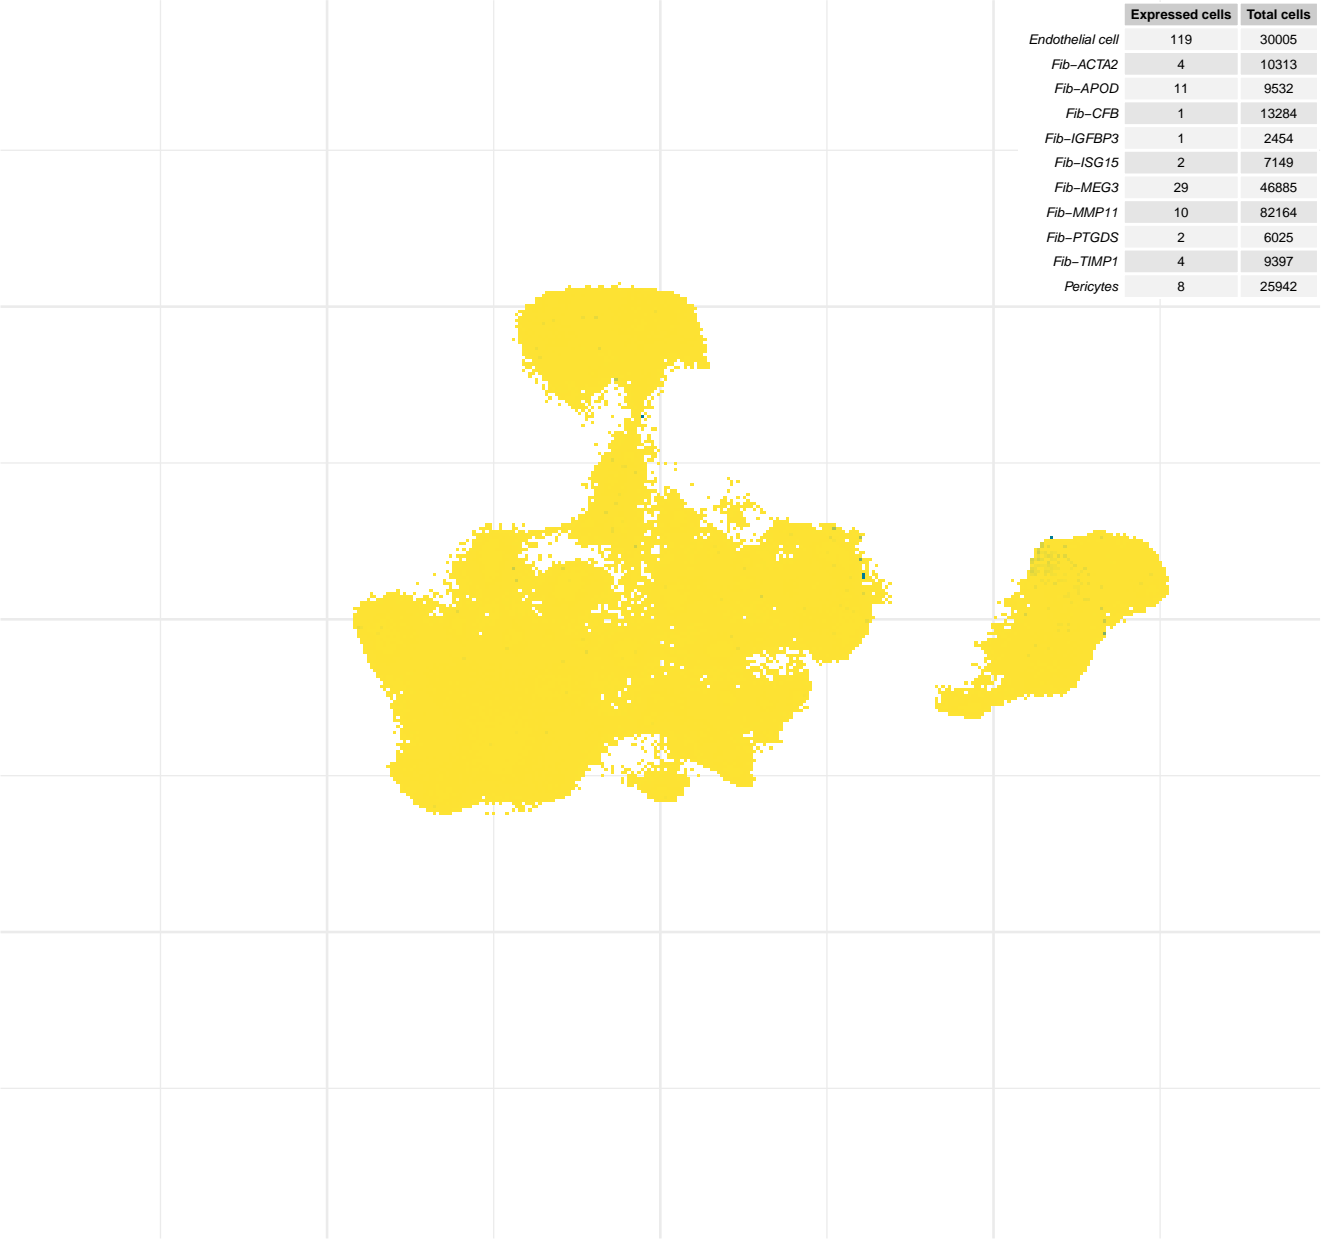 Expressed cells Total cells
Endothelial cell 119 30005
Fib−ACTA2 4 10313
Fib−APOD 11 9532
Fib−CFB 1 13284
Fib−IGFBP3 1 2454
Fib−ISG15 2 7149
Fib−MEG3 29 46885
Fib−MMP11 10 82164
Fib−PTGDS 2 6025
Fib−TIMP1 4 9397
Pericytes 8 25942